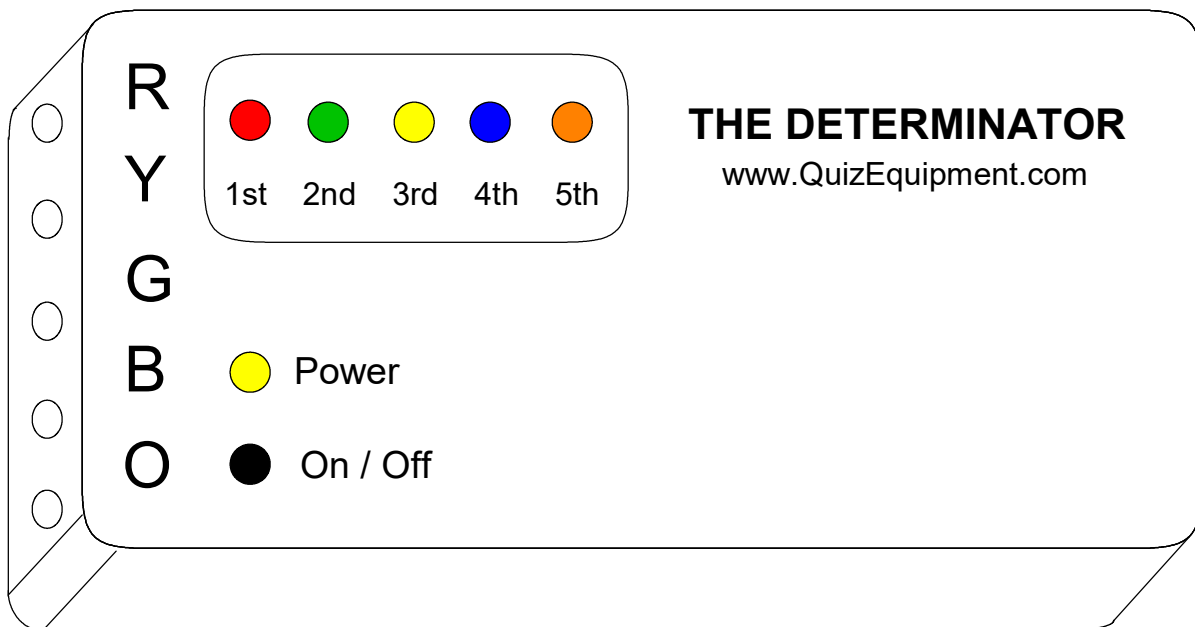 R
Y
G
B
O
1st 2nd 3rd 4th 5th
THE DETERMINATOR
www.QuizEquipment.com
Power
On / Off